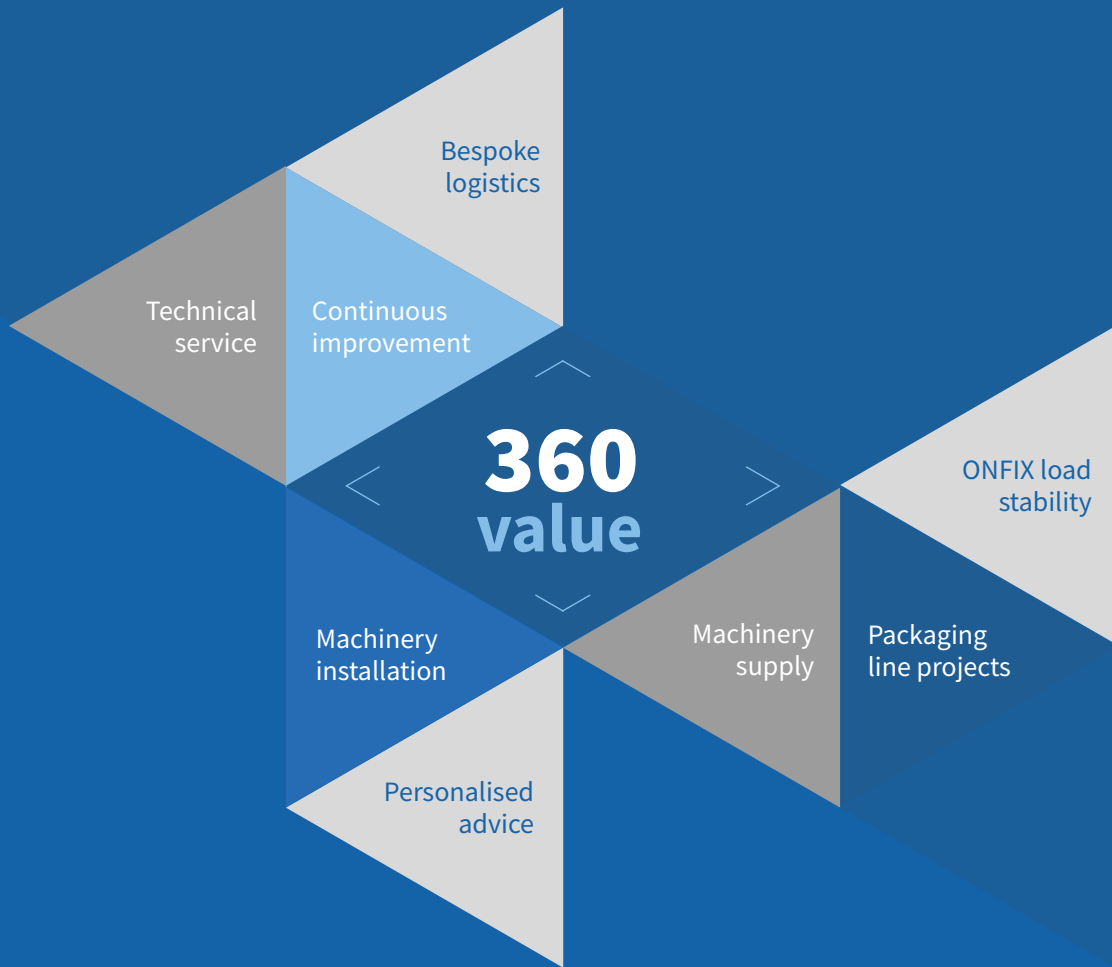 Bespoke
logistics
Technical
service
Continuous
improvement
360
value
ONFIX load
stability
Machinery
installation
Machinery
supply
Packaging
line projects
Personalised
advice